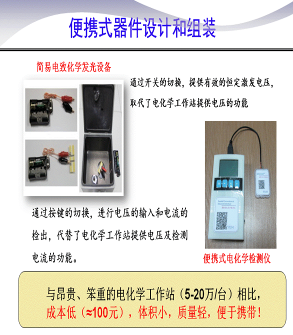 便携式器件设计和组装
简易电致化学发光设备
通过开关的切换，提供有效的恒定激发电压，
取代了电化学工作站提供电压的功能
通过按键的切换，进行电压的输入和电流的
检出，代替了电化学工作站提供电压及检测
电流的功能。
便携式电化学检测仪
与昂贵、笨重的电化学工作站（5-20万/台）相比，
成本低（≈100元），体积小，质量轻，便于携带！